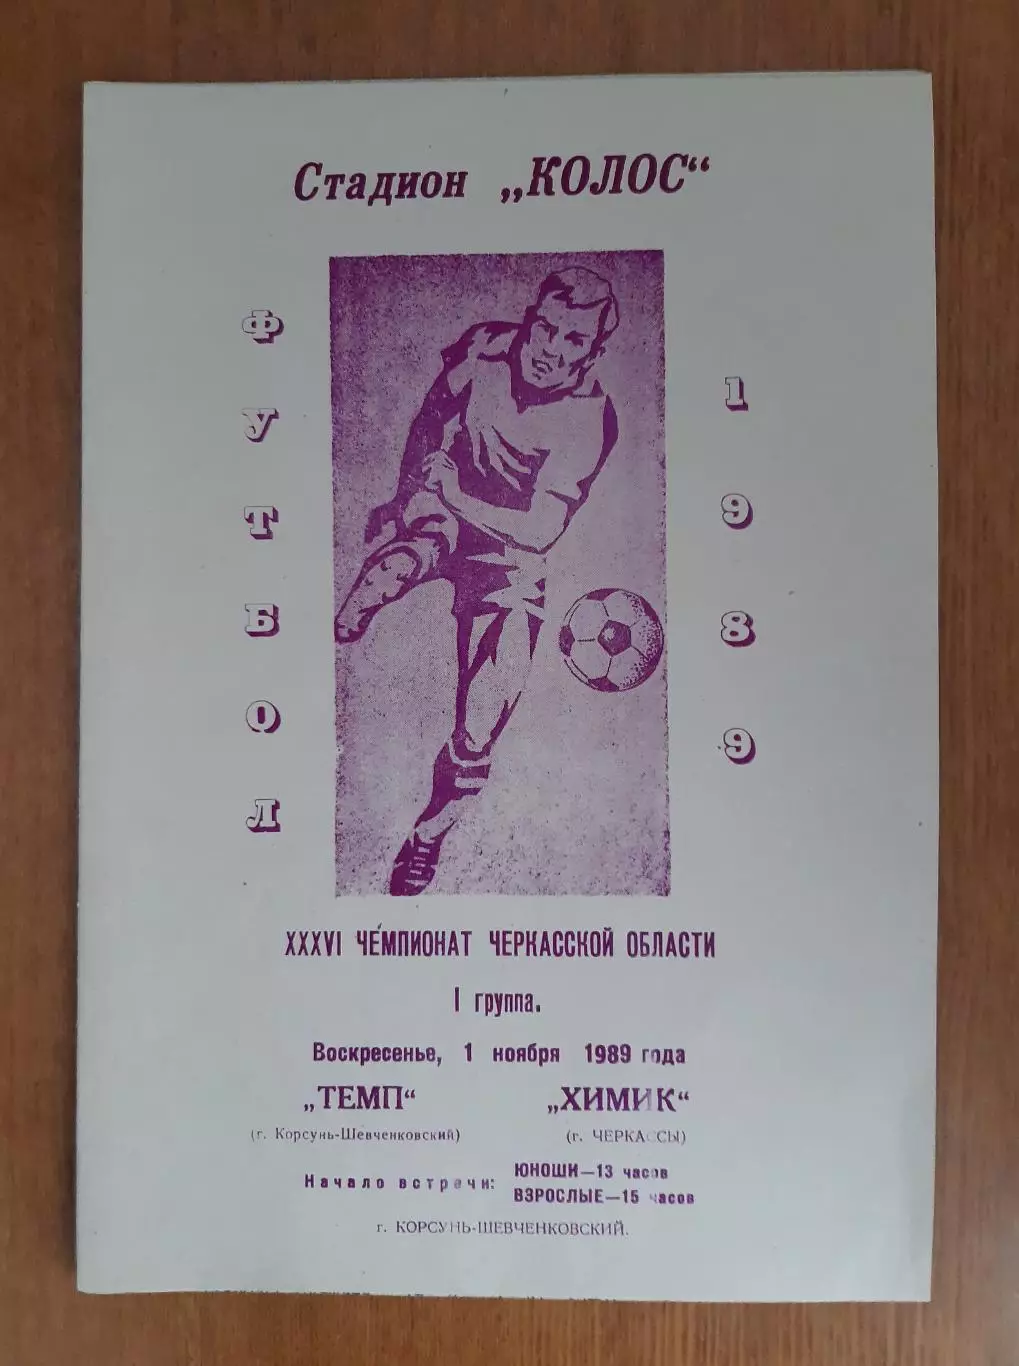 Стадион „КОЛОС“
ФУТБОЛ
1989
XXXVI ЧЕМПИОНАТ ЧЕРКАССКОЙ ОБЛАСТИ
I группа.
Воскресенье, 1 ноября 1989 года
„ТЕМП“ „ХИМИК“
(г. Корсунь-Шевченковский) (г. ЧЕРКАССЫ)
Начало встречи: ЮНОШИ—13 часов
ВЗРОСЛЫЕ—15 часов
г. КОРСУНЬ-ШЕВЧЕНКОВСКИЙ.